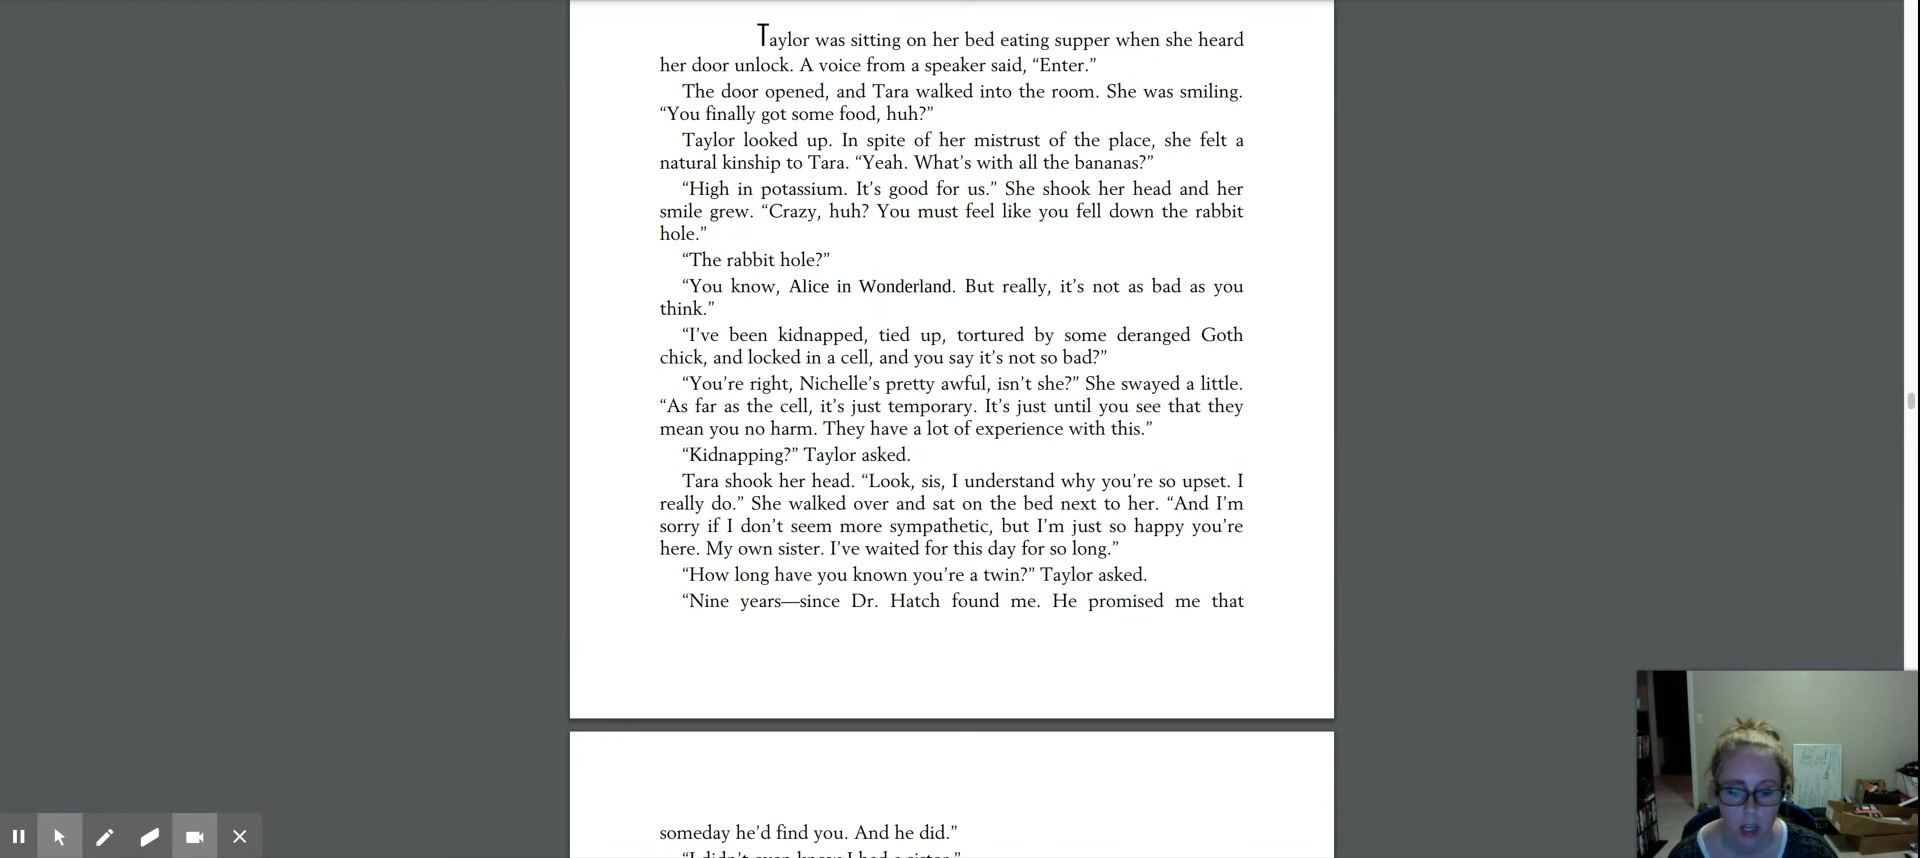 Taylor was sitting on her bed eating supper when she heard
her door unlock. A voice from a speaker said, “Enter.”
The door opened, and Tara walked into the room. She was smiling.
“You finally got some food, huh?”
Taylor looked up. In spite of her mistrust of the place, she felt a
natural kinship to Tara. “Yeah. What’s with all the bananas?”
“High in potassium. It’s good for us.” She shook her head and her
smile grew. “Crazy, huh? You must feel like you fell down the rabbit
hole.”
“The rabbit hole?”
“You know, Alice in Wonderland. But really, it’s not as bad as you
think.”
“I’ve been kidnapped, tied up, tortured by some deranged Goth
chick, and locked in a cell, and you say it’s not so bad?”
“You’re right, Nichelle’s pretty awful, isn’t she?” She swayed a little.
“As far as the cell, it’s just temporary. It’s just until you see that they
mean you no harm. They have a lot of experience with this.”
“Kidnapping?” Taylor asked.
Tara shook her head. “Look, sis, I understand why you’re so upset. I
really do.” She walked over and sat on the bed next to her. “And I’m
sorry if I don’t seem more sympathetic, but I’m just so happy you’re
here. My own sister. I’ve waited for this day for so long.”
“How long have you known you’re a twin?” Taylor asked.
“Nine years—since Dr. Hatch found me. He promised me that
someday he’d find you. And he did.”
“I didn’t even know I had a sister.”